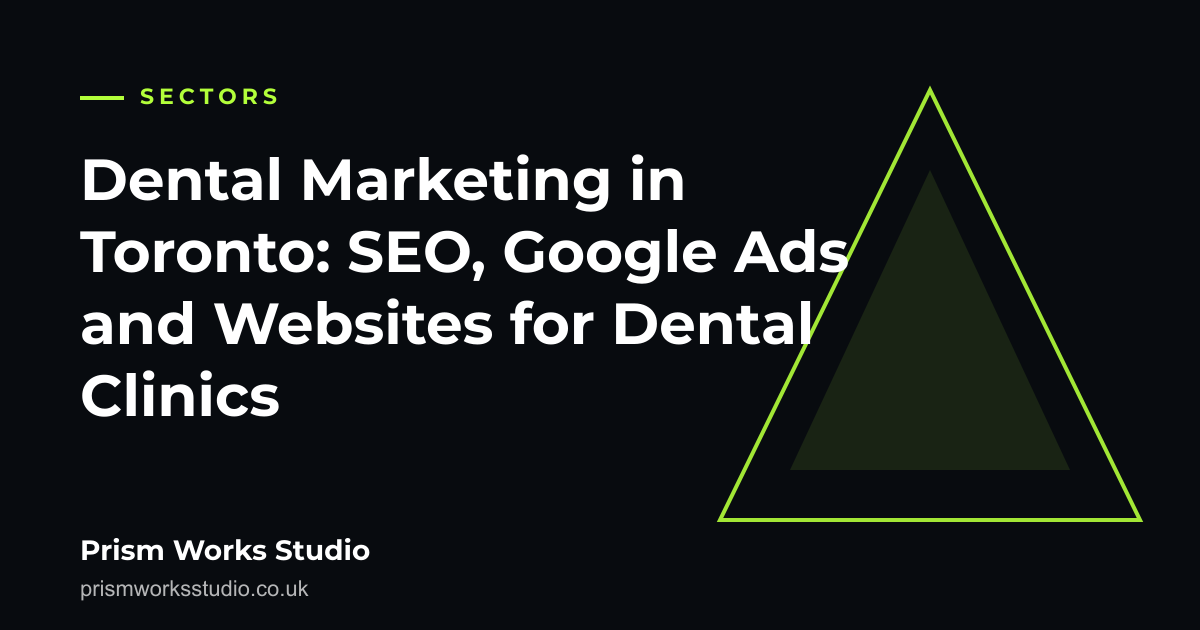 SECTORS
Dental Marketing in
Toronto: SEO, Google Ads
and Websites for Dental
Clinics
Prism Works Studio
prismworksstudio.co.uk